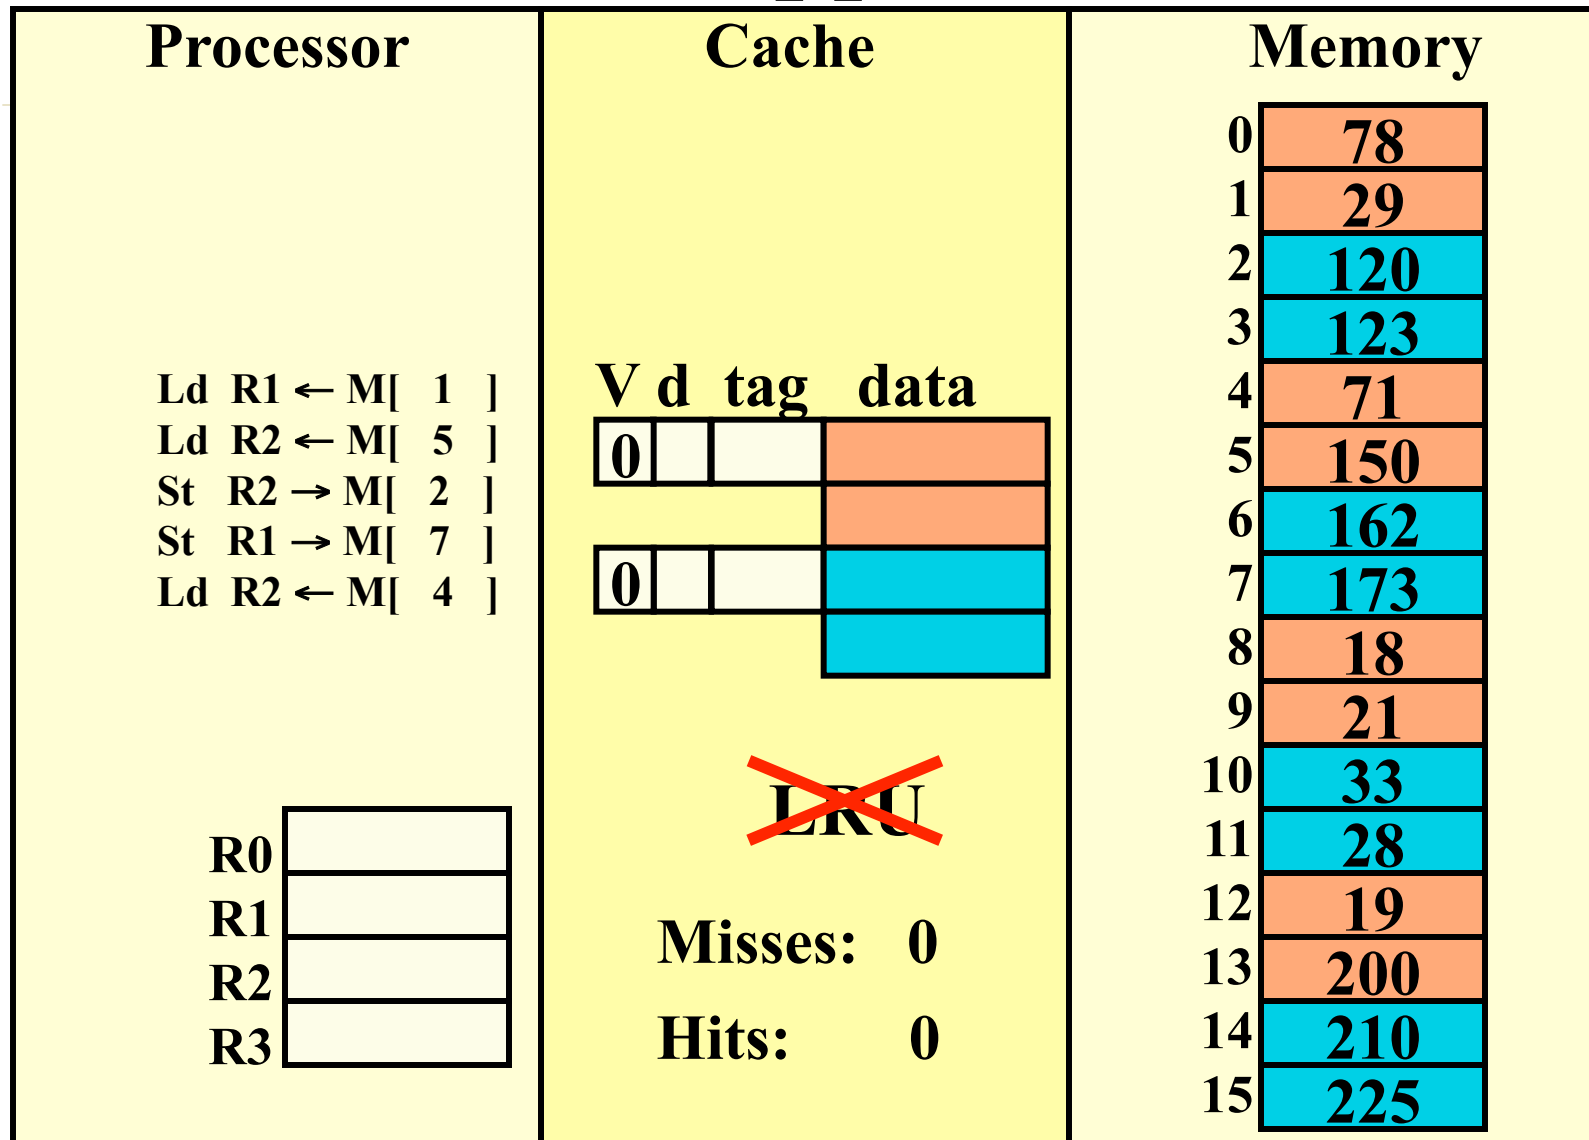 Processor
Ld R1 ← M[ 1 ]
Ld R2 ← M[ 5 ]
St R2 → M[ 2 ]
St R1 → M[ 7 ]
Ld R2 ← M[ 4 ]
R0
R1
R2
R3
Cache
V d tag data
0
0
LRU
Misses: 0
Hits: 0
Memory
0 78
1 29
2 120
3 123
4 71
5 150
6 162
7 173
8 18
9 21
10 33
11 28
12 19
13 200
14 210
15 225